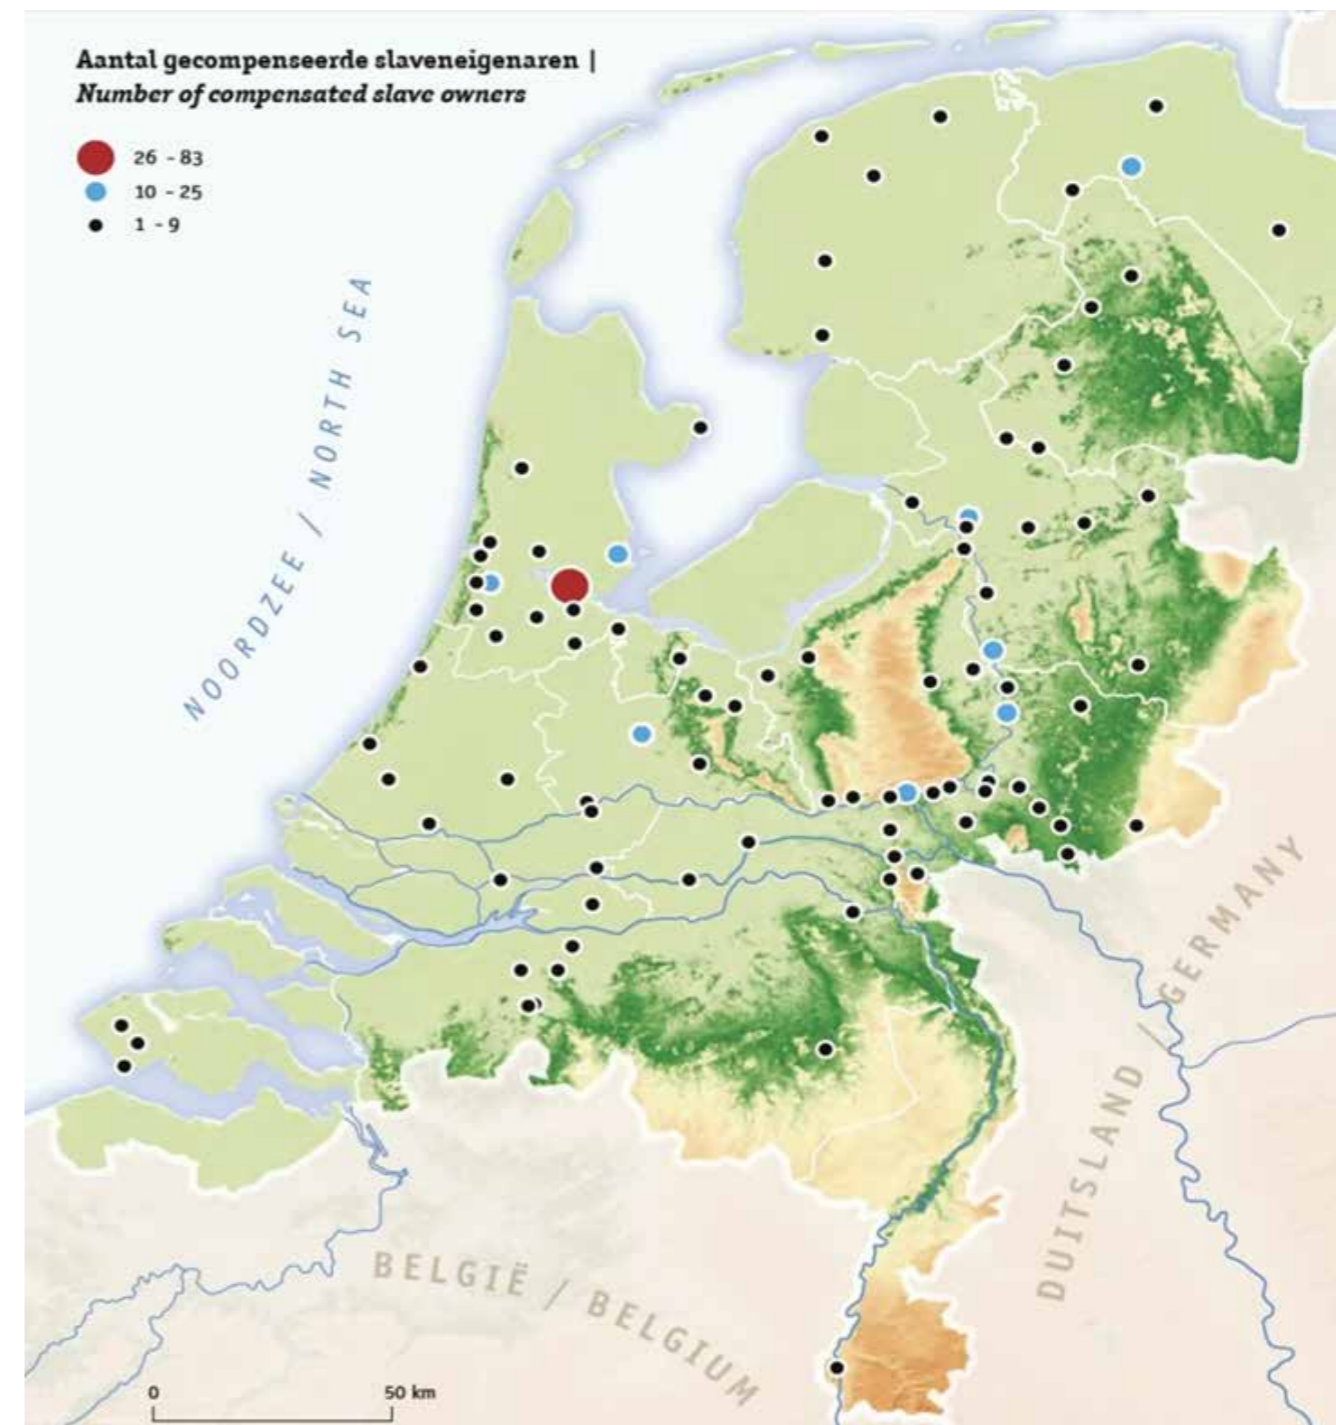 Aantal gecompenseerde slaveneigenaren |
Number of compensated slave owners
26 - 83
10 - 25
1 - 9
NOORDZEE / NORTH SEA
DUITSLAND / GERMANY
BELGIË / BELGIUM
0 50 km